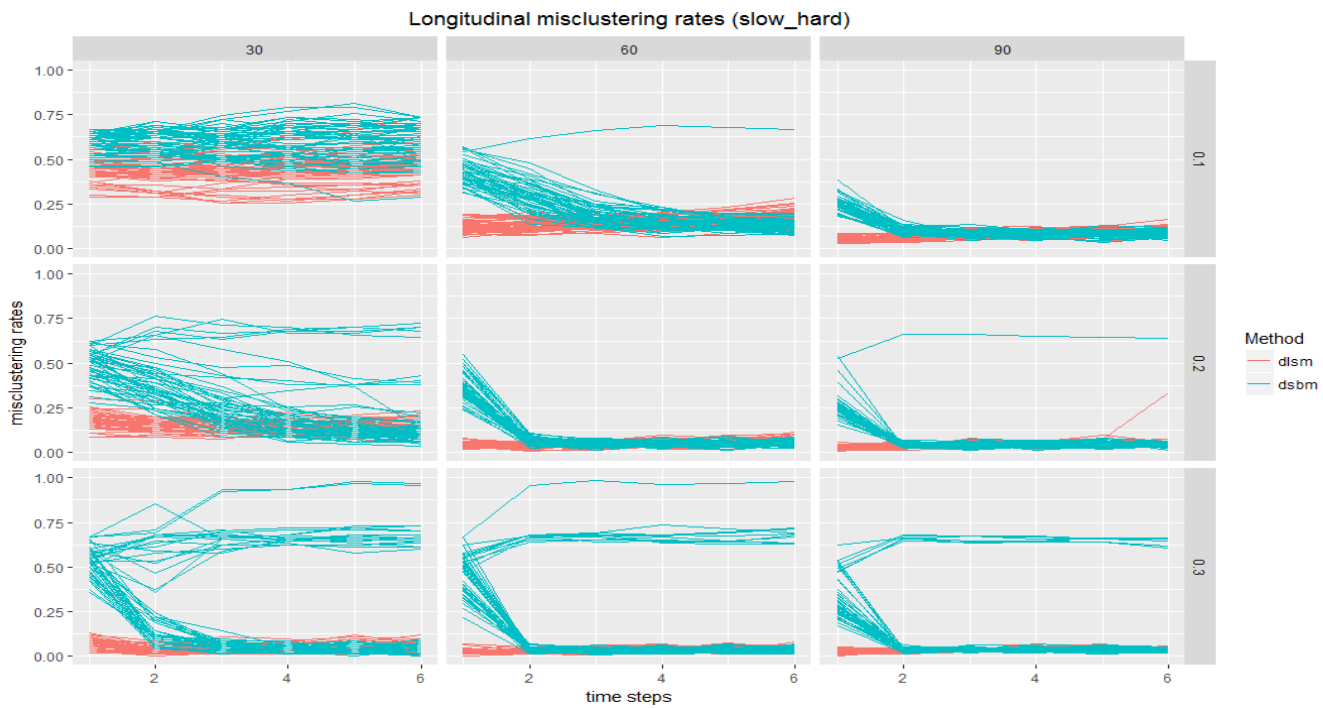 Longitudinal misclustering rates (slow_hard)
30 60 90
1.00
0.75
0.50
0.25
0.00
0.1
1.00
0.75
0.50
0.25
0.00
0.2
1.00
0.75
0.50
0.25
0.00
0.3
misclustering rates
2 4 6 2 4 6 2 4 6
time steps
Method
dlsm
dsbm